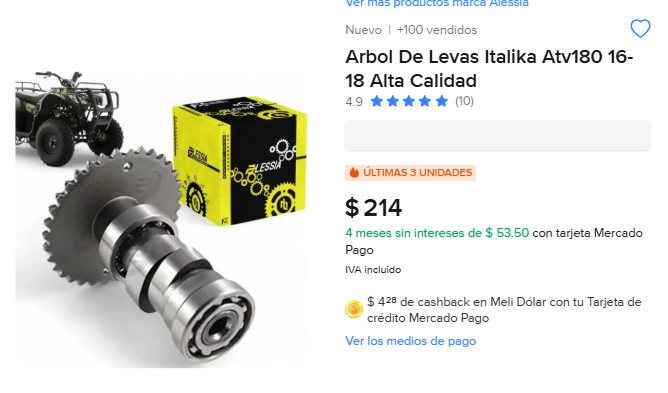 Ver más productos marca Alessia
Nuevo | +100 vendidos
Arbol De Levas Italika Atv180 16-
18 Alta Calidad
4.9 (10)
ÚLTIMAS 3 UNIDADES
$ 214
4 meses sin intereses de $ 53.50 con tarjeta Mercado
Pago
IVA incluido
$ 4²⁸ de cashback en Meli Dólar con tu Tarjeta de
crédito Mercado Pago
Ver los medios de pago